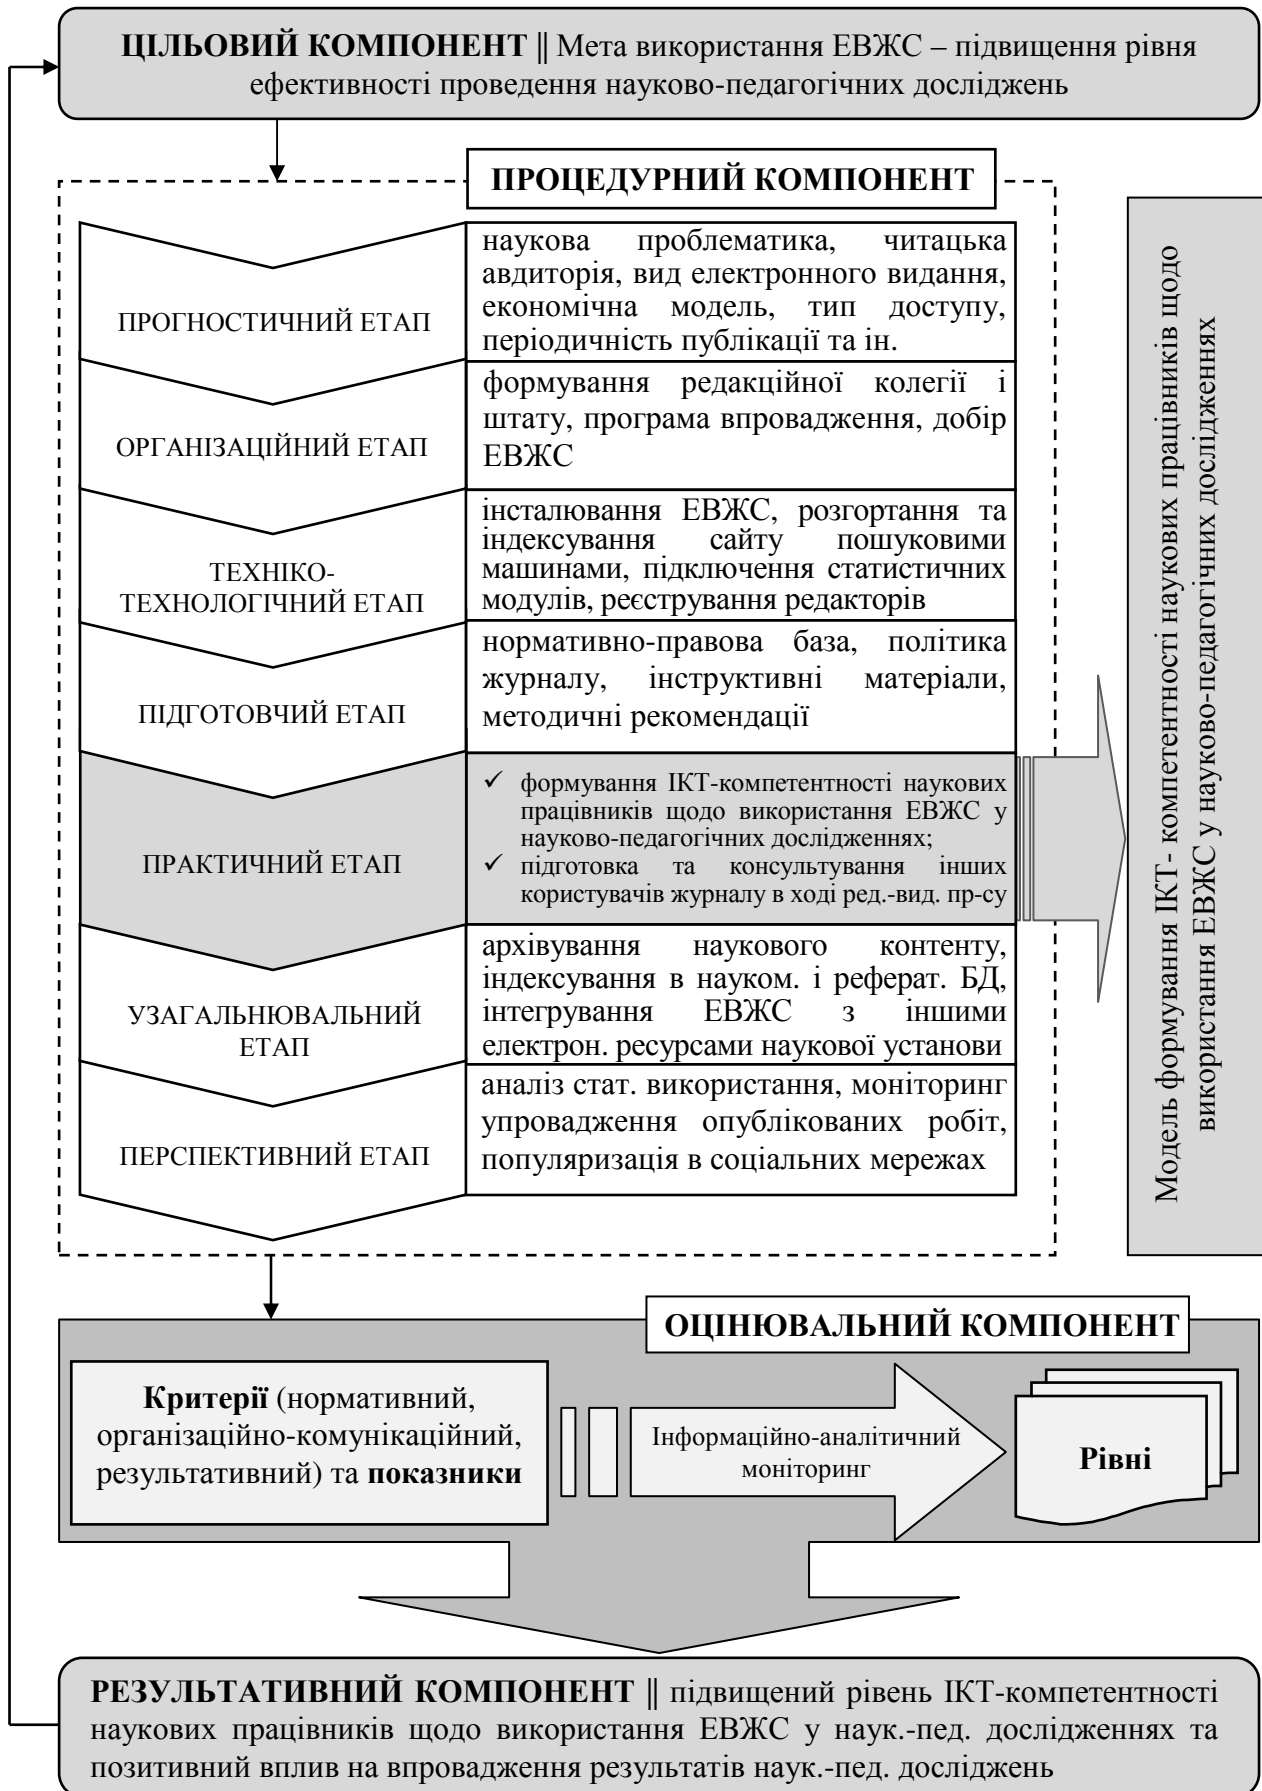 ЦІЛЬОВИЙ КОМПОНЕНТ || Мета використання ЕВЖС – підвищення рівня
ефективності проведення науково-педагогічних досліджень
ПРОЦЕДУРНИЙ КОМПОНЕНТ
ПРОГНОСТИЧНИЙ ЕТАП
наукова проблематика, читацька
авдиторія, вид електронного видання,
економічна модель, тип доступу,
періодичність публікації та ін.
ОРГАНІЗАЦІЙНИЙ ЕТАП
формування редакційної колегії і
штату, програма впровадження, добір
ЕВЖС
ТЕХНІКО-
ТЕХНОЛОГІЧНИЙ ЕТАП
інсталювання ЕВЖС, розгортання та
індексування сайту пошуковими
машинами, підключення статистичних
модулів, реєстрування редакторів
ПІДГОТОВЧИЙ ЕТАП
нормативно-правова база, політика
журналу, інструктивні матеріали,
методичні рекомендації
ПРАКТИЧНИЙ ЕТАП
✓ формування ІКТ-компетентності наукових
працівників щодо використання ЕВЖС у
науково-педагогічних дослідженнях;
✓ підготовка та консультування інших
користувачів журналу в ході ред.-вид. пр-су
УЗАГАЛЬНЮВАЛЬНИЙ
ЕТАП
архівування наукового контенту,
індексування в науком. і реферат. БД,
інтегрування ЕВЖС з іншими
електрон. ресурсами наукової установи
ПЕРСПЕКТИВНИЙ ЕТАП
аналіз стат. використання, моніторинг
упровадження опублікованих робіт,
популяризація в соціальних мережах
Модель формування ІКТ- компетентності наукових працівників щодо
використання ЕВЖС у науково-педагогічних дослідженнях
ОЦІНЮВАЛЬНИЙ КОМПОНЕНТ
Критерії (нормативний,
організаційно-комунікаційний,
результативний) та показники
Інформаційно-аналітичний
моніторинг
Рівні
РЕЗУЛЬТАТИВНИЙ КОМПОНЕНТ || підвищений рівень ІКТ-компетентності
наукових працівників щодо використання ЕВЖС у наук.-пед. дослідженнях та
позитивний вплив на впровадження результатів наук.-пед. досліджень